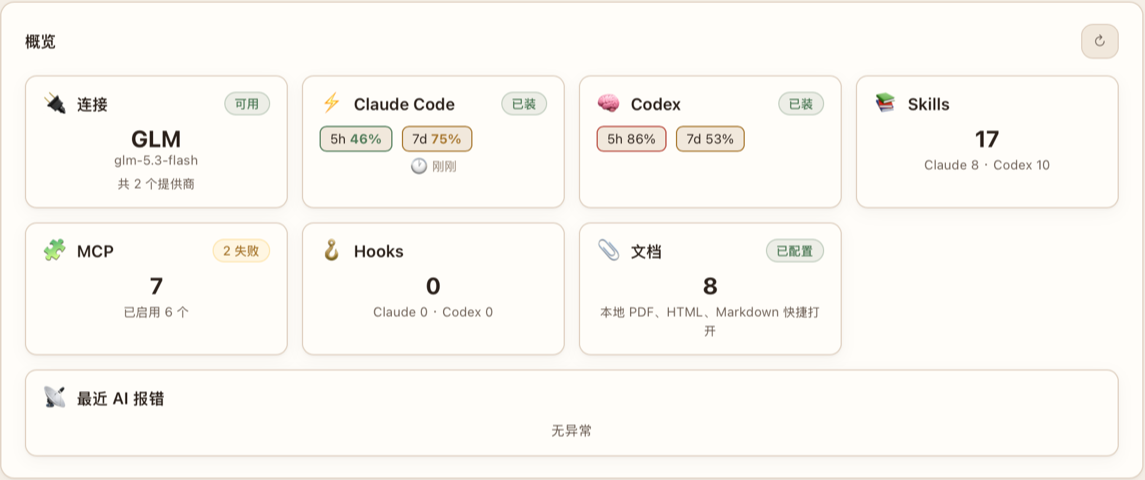 概览
↻
连接
可用
GLM
glm-5.3-flash
共 2 个提供商
Claude Code
已装
5h 46%
7d 75%
刚刚
Codex
已装
5h 86%
7d 53%
Skills
17
Claude 8 · Codex 10
MCP
2 失败
7
已启用 6 个
Hooks
0
Claude 0 · Codex 0
文档
已配置
8
本地 PDF、HTML、Markdown 快捷打
开
最近 AI 报错
无异常